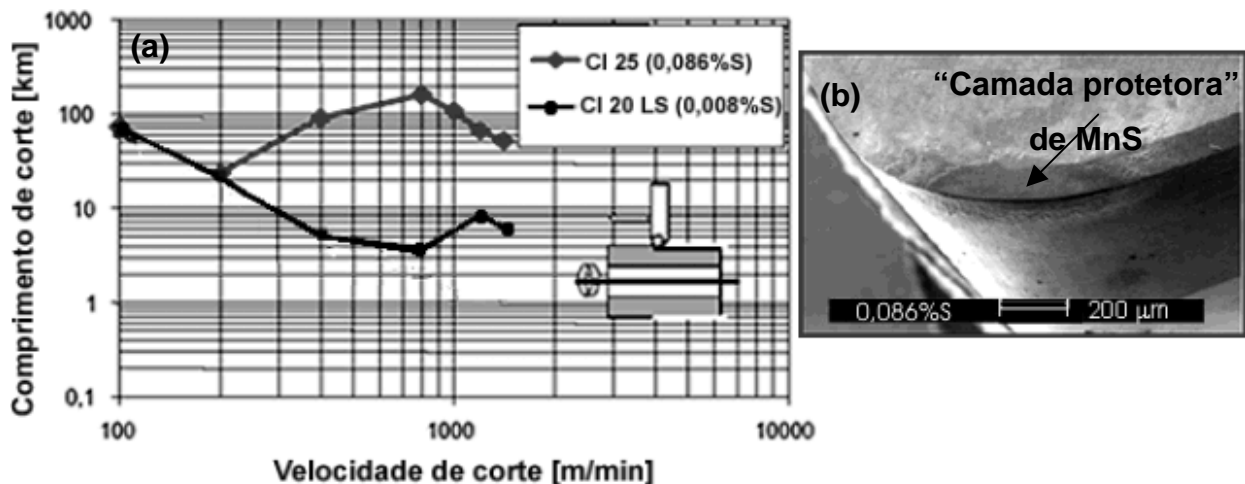 (a)
Comprimento de corte [km]
1000
100
10
1
0,1
CI 25 (0,086%S)
CI 20 LS (0,008%S)
100
1000
10000
Velocidade de corte [m/min]
(b)
“Camada protetora”
de MnS
0,086%S
200 µm